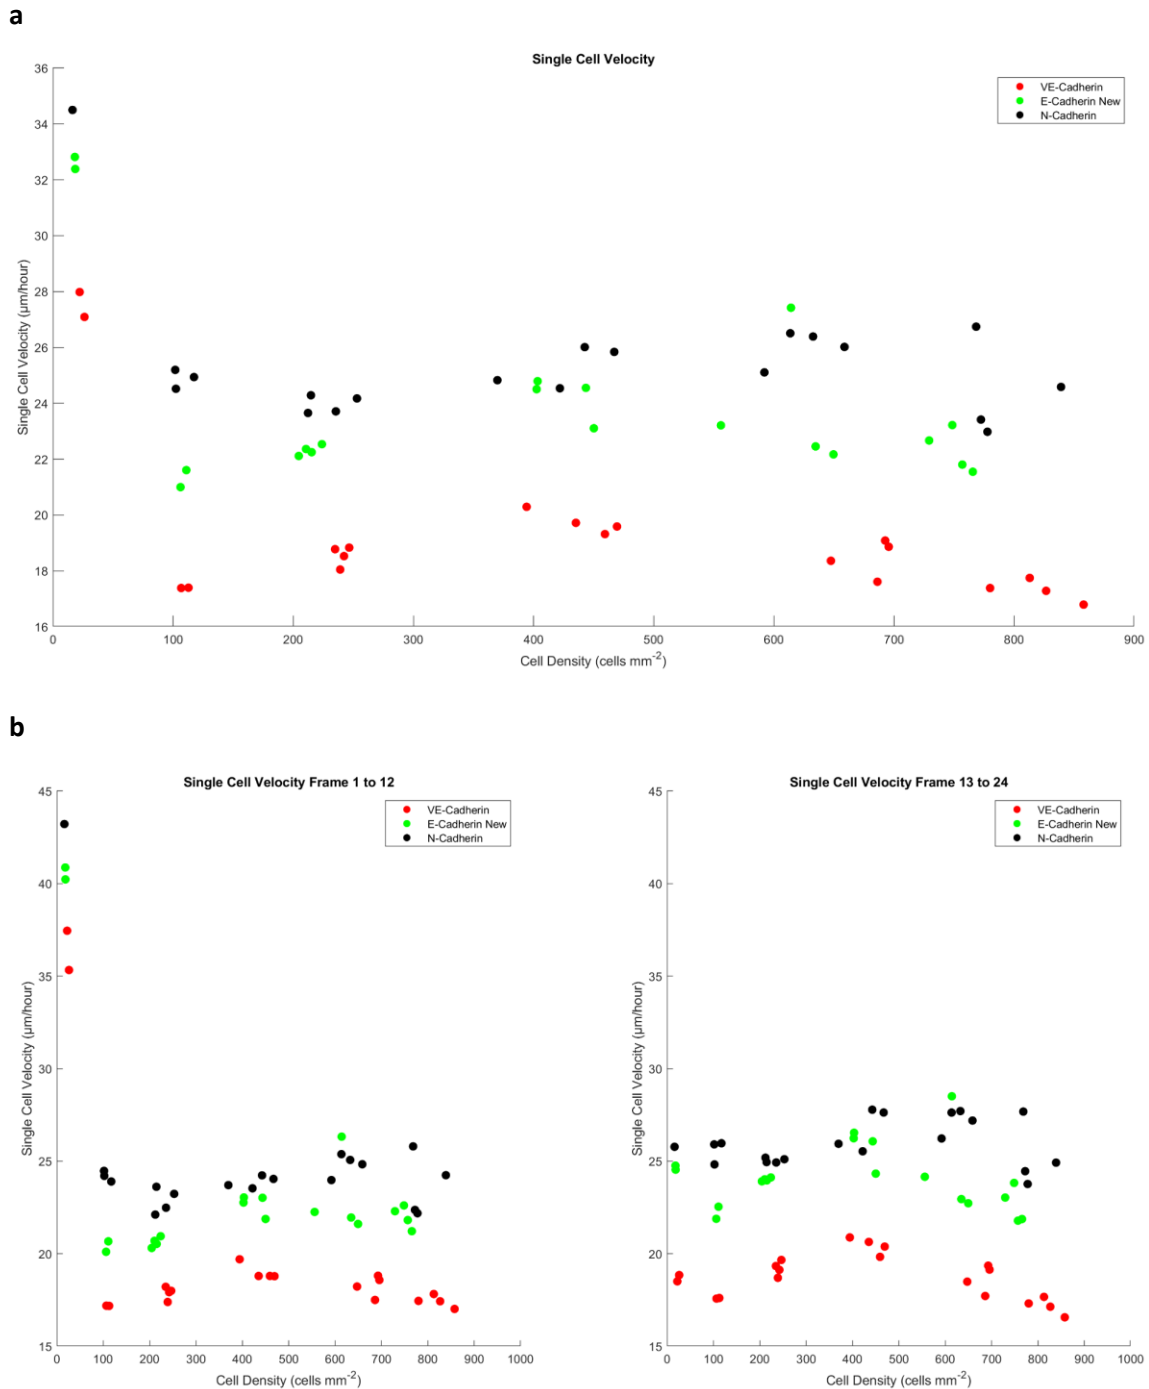 a
Single Cell Velocity
VE-Cadherin
E-Cadherin New
N-Cadherin
36
34
32
30
28
26
24
22
20
18
16
Single Cell Velocity (μm/hour)
0 100 200 300 400 500 600 700 800 900
Cell Density (cells mm⁻²)
b
Single Cell Velocity Frame 1 to 12
VE-Cadherin
E-Cadherin New
N-Cadherin
45
40
35
30
25
20
15
Single Cell Velocity (μm/hour)
0 100 200 300 400 500 600 700 800 900 1000
Cell Density (cells mm⁻²)
Single Cell Velocity Frame 13 to 24
VE-Cadherin
E-Cadherin New
N-Cadherin
45
40
35
30
25
20
15
Single Cell Velocity (μm/hour)
0 100 200 300 400 500 600 700 800 900 1000
Cell Density (cells mm⁻²)